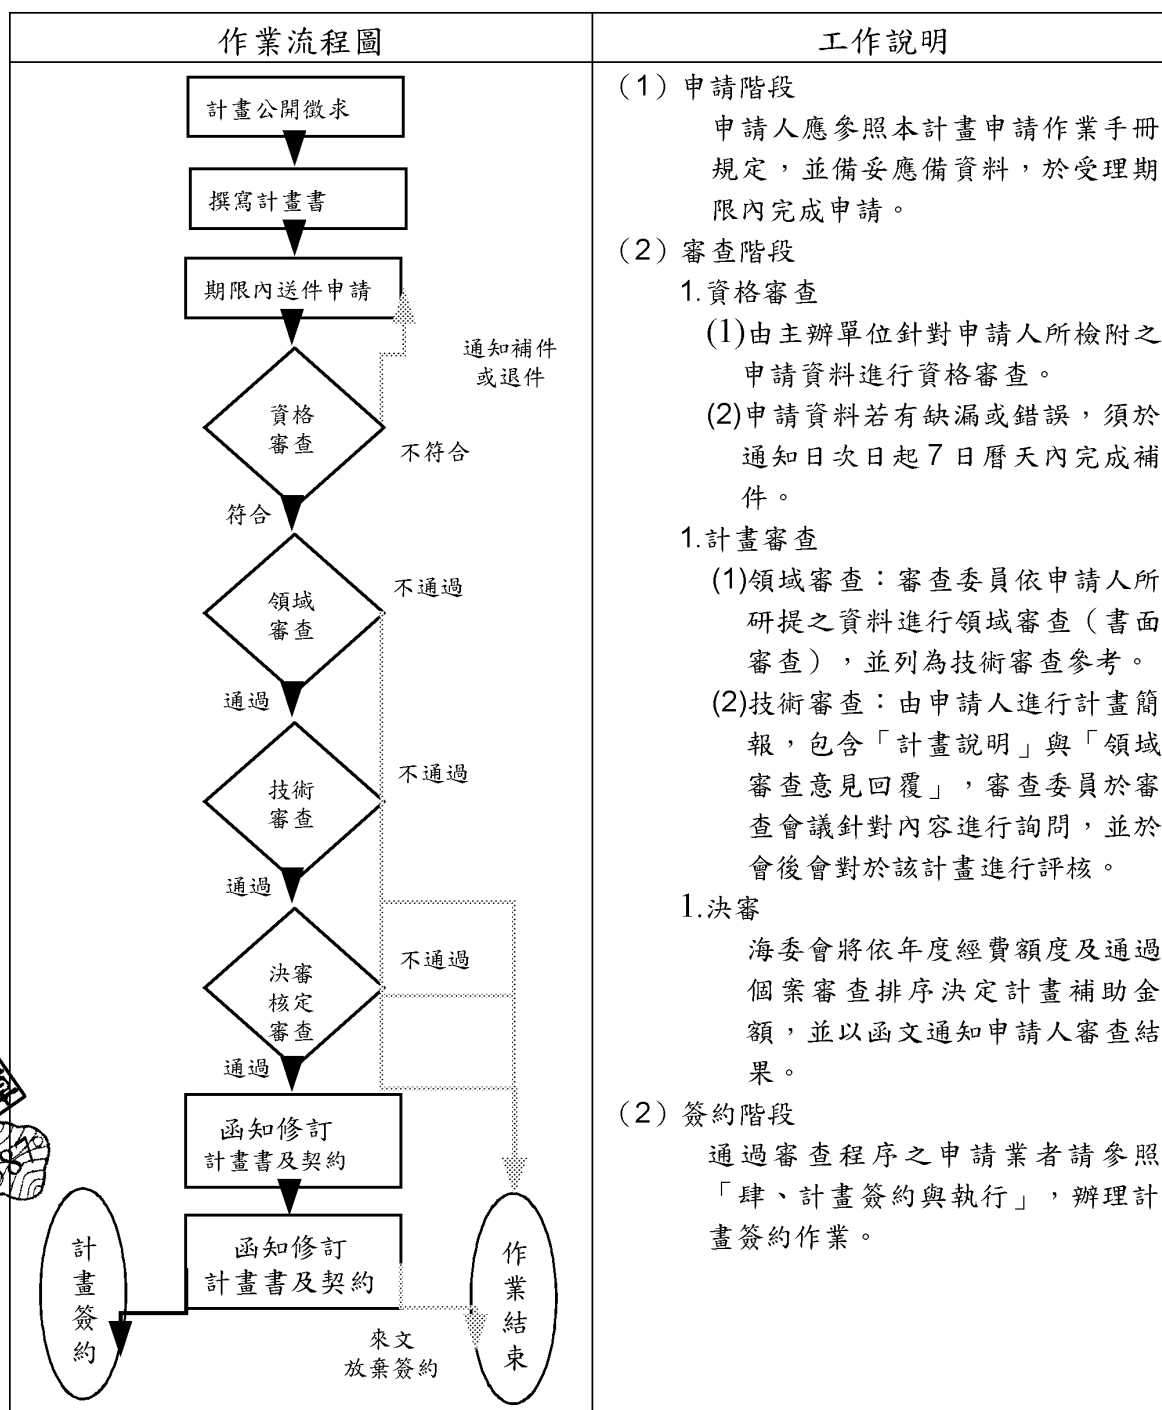 作業流程圖
計畫公開徵求
撰寫計畫書
期限內送件申請
通知補件
或退件
資格
審查
不符合
符合
領域
審查
不通過
通過
技術
審查
不通過
通過
決審
核定
審查
不通過
通過
函知修訂
計畫書及契約
函知修訂
計畫書及契約
計畫簽約
作業結束
來文
放棄簽約
工作說明
（1）申請階段
申請人應參照本計畫申請作業手冊
規定，並備妥應備資料，於受理期
限內完成申請。
（2）審查階段
1.資格審查
(1)由主辦單位針對申請人所檢附之
申請資料進行資格審查。
(2)申請資料若有缺漏或錯誤，須於
通知日次日起7日曆天內完成補
件。
1.計畫審查
(1)領域審查：審查委員依申請人所
研提之資料進行領域審查（書面
審查），並列為技術審查參考。
(2)技術審查：由申請人進行計畫簡
報，包含「計畫說明」與「領域
審查意見回覆」，審查委員於審
查會議針對內容進行詢問，並於
會後會對於該計畫進行評核。
1.決審
海委會將依年度經費額度及通過
個案審查排序決定計畫補助金
額，並以函文通知申請人審查結
果。
（2）簽約階段
通過審查程序之申請業者請參照
「肆、計畫簽約與執行」，辦理計
畫簽約作業。